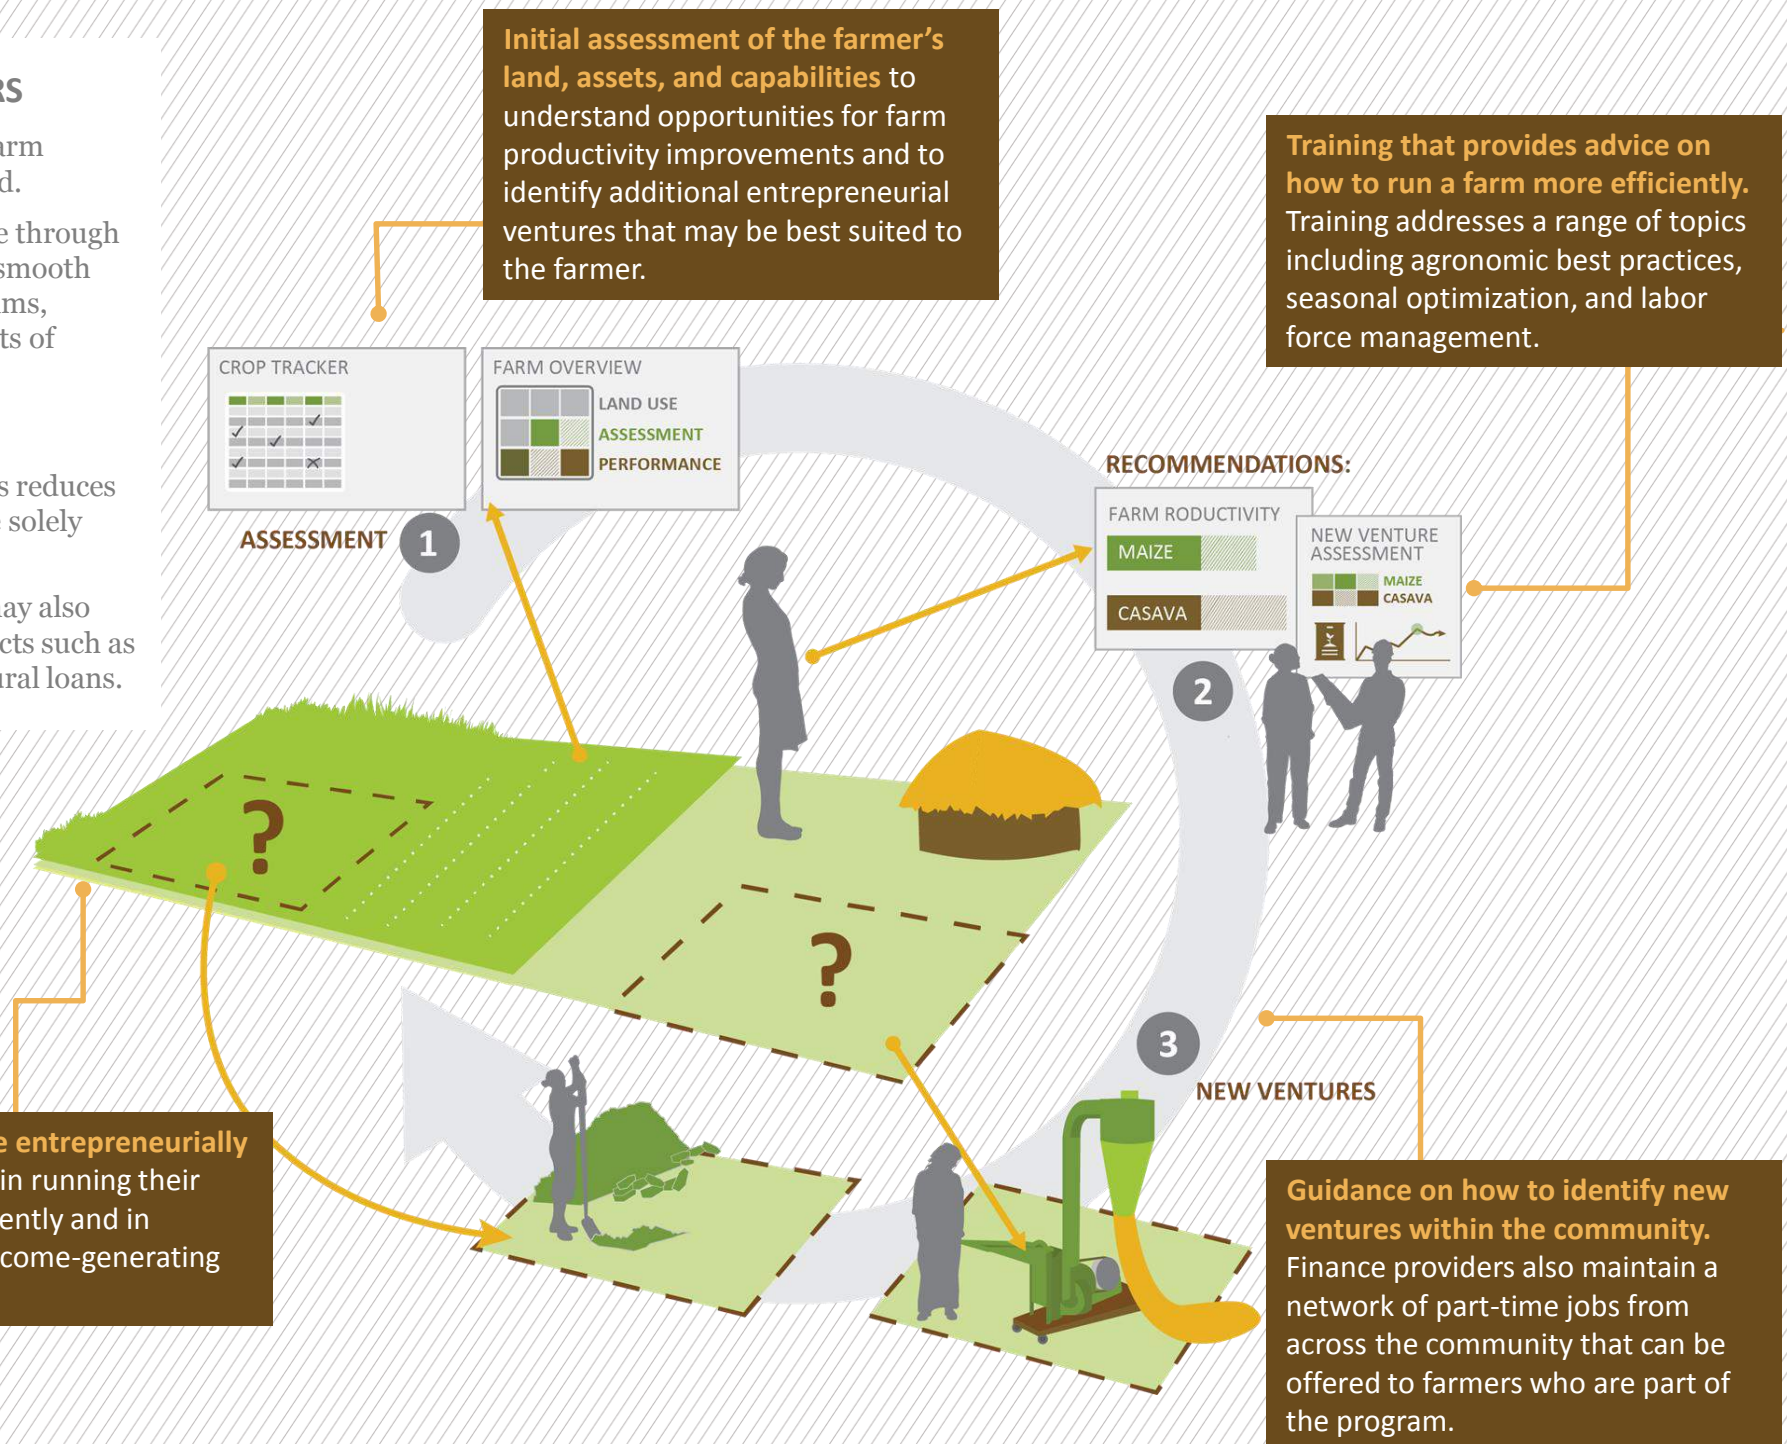 RS
arm
d.
e through
smooth
ms,
ts of
s reduces
e solely
may also
cts such as
ural loans.
Initial assessment of the farmer’s
land, assets, and capabilities to
understand opportunities for farm
productivity improvements and to
identify additional entrepreneurial
ventures that may be best suited to
the farmer.
Training that provides advice on
how to run a farm more efficiently.
Training addresses a range of topics
including agronomic best practices,
seasonal optimization, and labor
force management.
CROP TRACKER
FARM OVERVIEW
LAND USE
ASSESSMENT
PERFORMANCE
ASSESSMENT
1
RECOMMENDATIONS:
FARM RODUCTIVITY
MAIZE
CASAVA
NEW VENTURE
ASSESSMENT
MAIZE
CASAVA
2
?
?
3
NEW VENTURES
e entrepreneurially
in running their
ently and in
come-generating
Guidance on how to identify new
ventures within the community.
Finance providers also maintain a
network of part-time jobs from
across the community that can be
offered to farmers who are part of
the program.